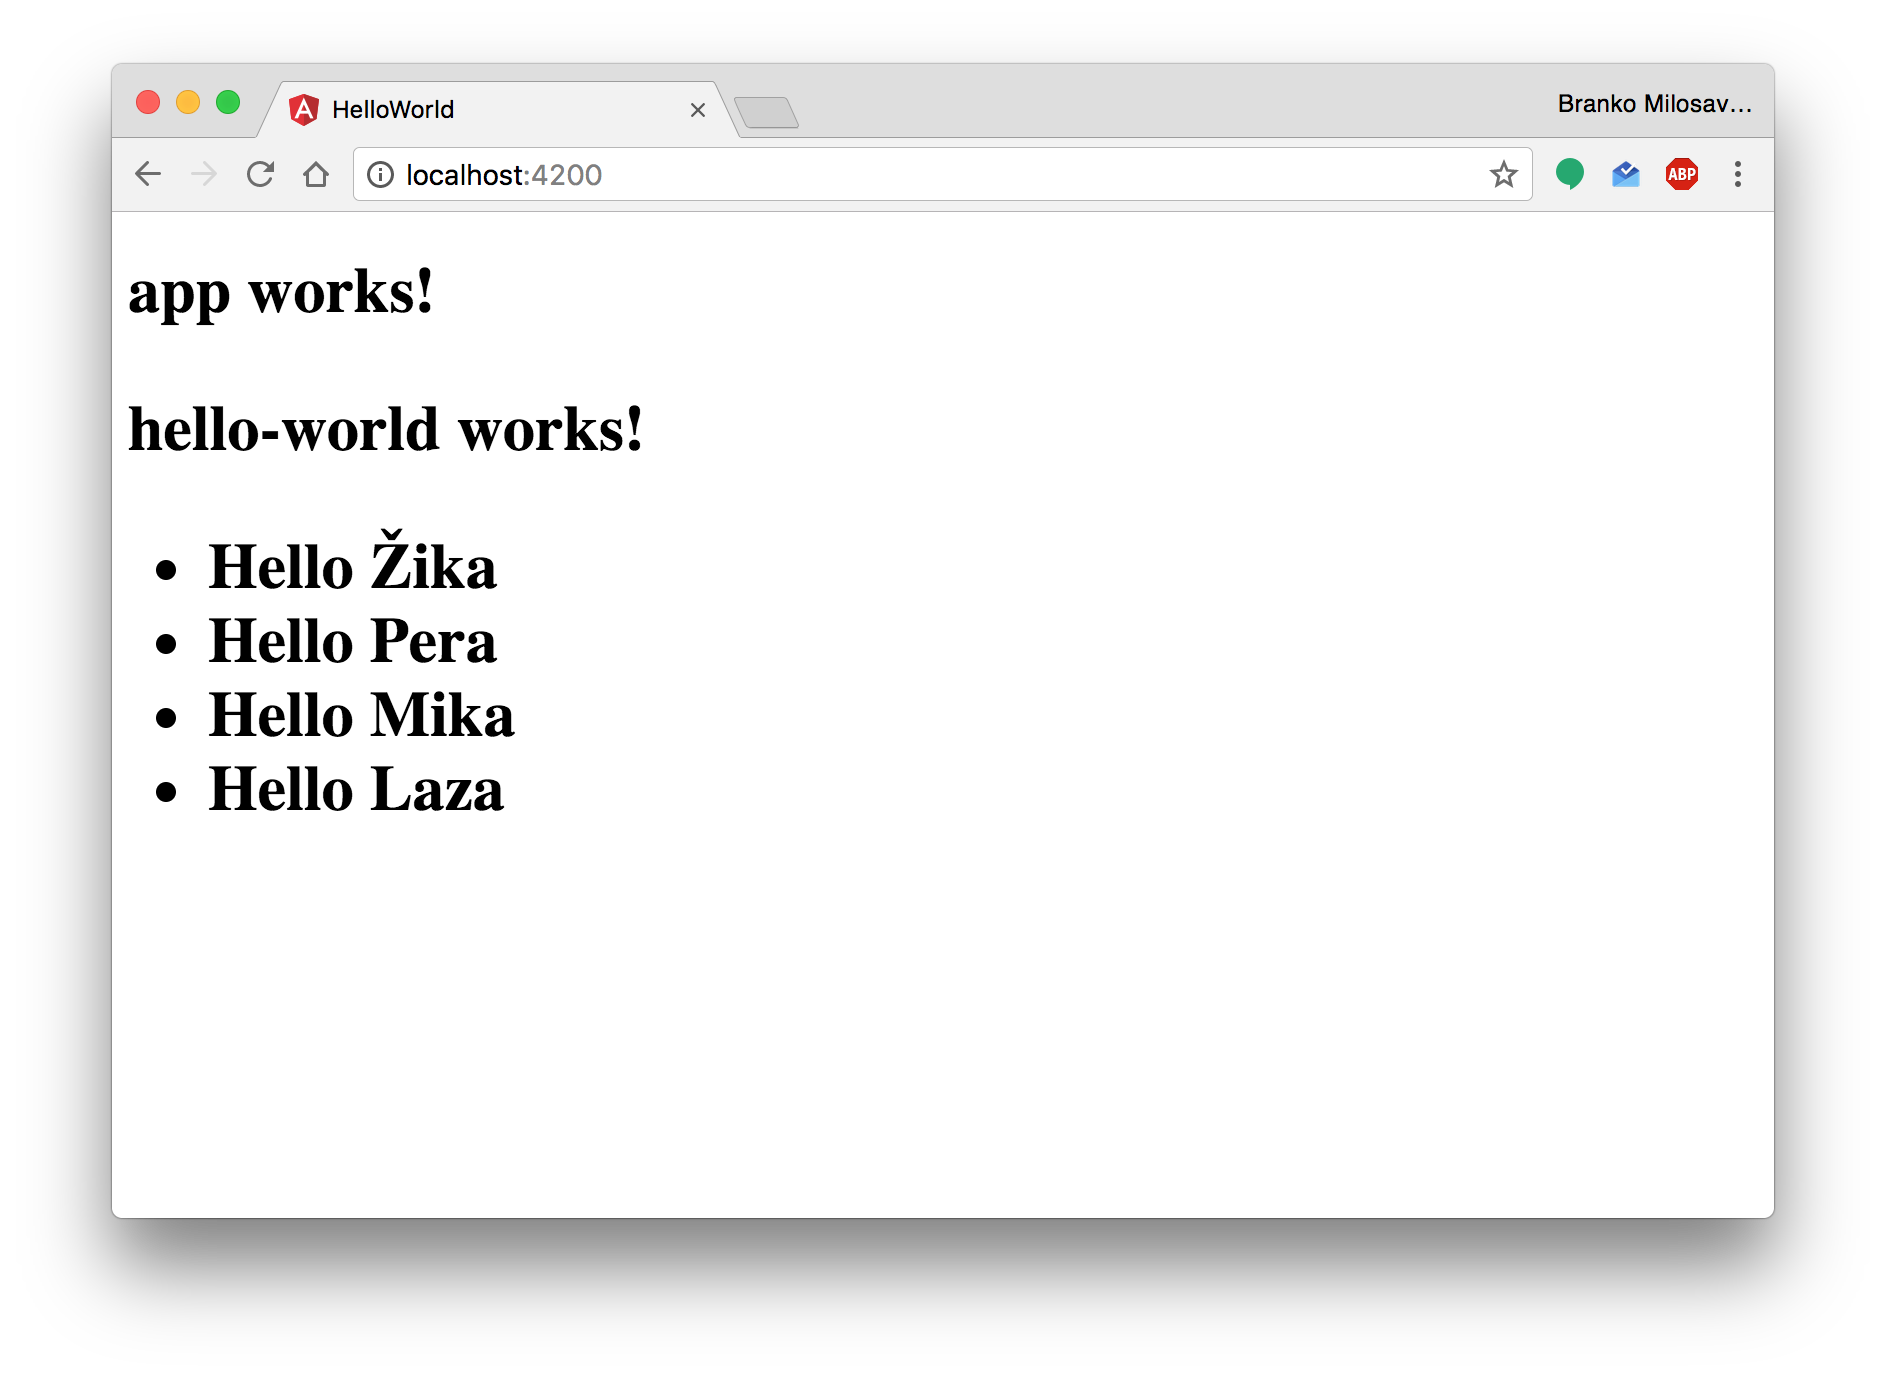 HelloWorld
Branko Milosav...
localhost:4200
ABP
app works!
hello-world works!
• Hello Žika
• Hello Pera
• Hello Mika
• Hello Laza